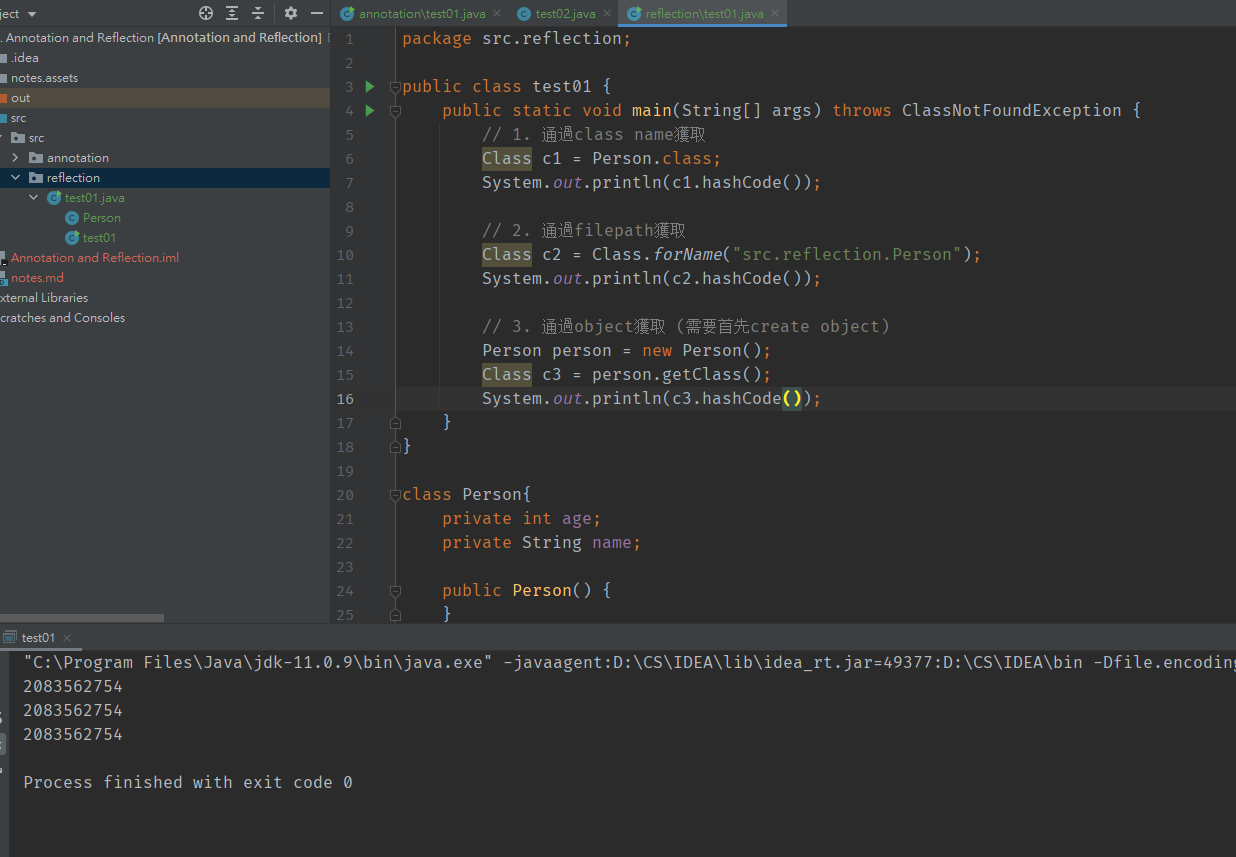 ject
. Annotation and Reflection [Annotation and Reflection]
.idea
notes.assets
out
src
src
annotation
reflection
test01.java
Person
test01
Annotation and Reflection.iml
notes.md
xternal Libraries
cratches and Consoles
annotation\test01.java
test02.java
reflection\test01.java
1 package src.reflection;
2
3 public class test01 {
4 public static void main(String[] args) throws ClassNotFoundException {
5 // 1. 通過class name獲取
6 Class c1 = Person.class;
7 System.out.println(c1.hashCode());
8
9 // 2. 通過filepath獲取
10 Class c2 = Class.forName("src.reflection.Person");
11 System.out.println(c2.hashCode());
12
13 // 3. 通過object獲取 (需要首先create object)
14 Person person = new Person();
15 Class c3 = person.getClass();
16 System.out.println(c3.hashCode());
17 }
18 }
19
20 class Person{
21 private int age;
22 private String name;
23
24 public Person() {
25 }
test01
"C:\Program Files\Java\jdk-11.0.9\bin\java.exe" -javaagent:D:\CS\IDEA\lib\idea_rt.jar=49377:D:\CS\IDEA\bin -Dfile.encoding
2083562754
2083562754
2083562754
Process finished with exit code 0